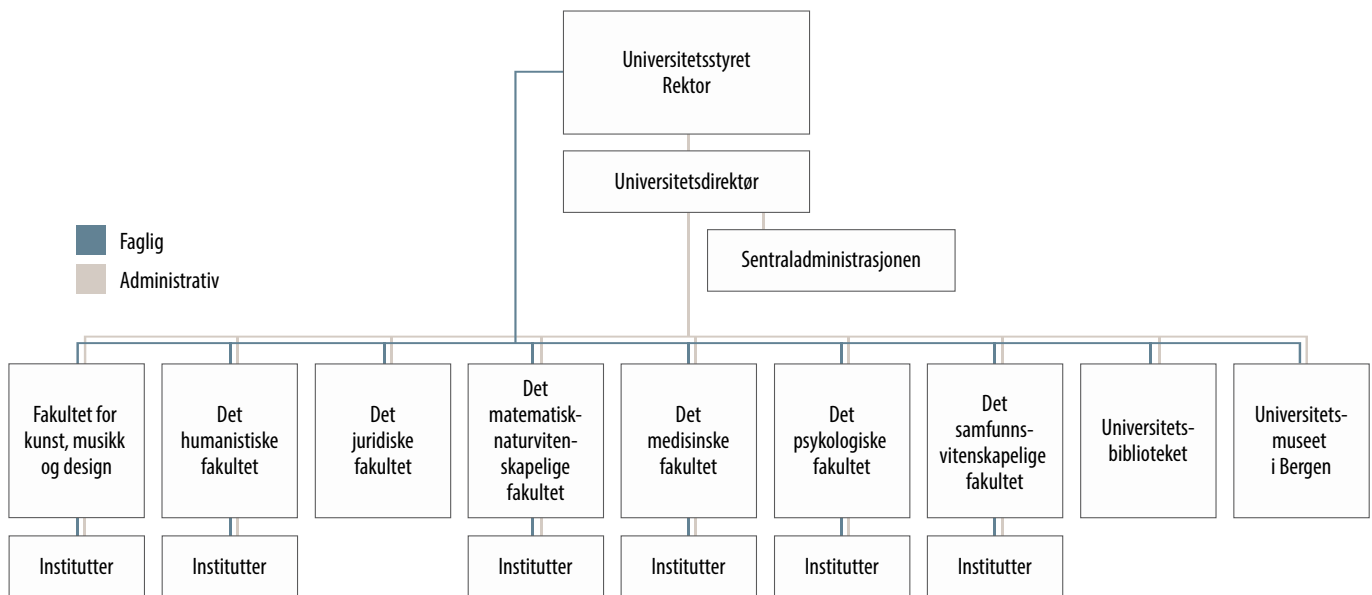 Universitetsstyret
Rektor
Universitetsdirektør
Sentraladministrasjonen
Faglig
Administrativ
Fakultet for
kunst, musikk
og design
Det
humanistiske
fakultet
Det
juridiske
fakultet
Det
matematisk-
naturviten-
skapelige
fakultet
Det
medisinske
fakultet
Det
psykologiske
fakultet
Det
samfunns-
vitenskapelige
fakultet
Universitets-
biblioteket
Universitets-
museet
i Bergen
Institutter
Institutter
Institutter
Institutter
Institutter
Institutter